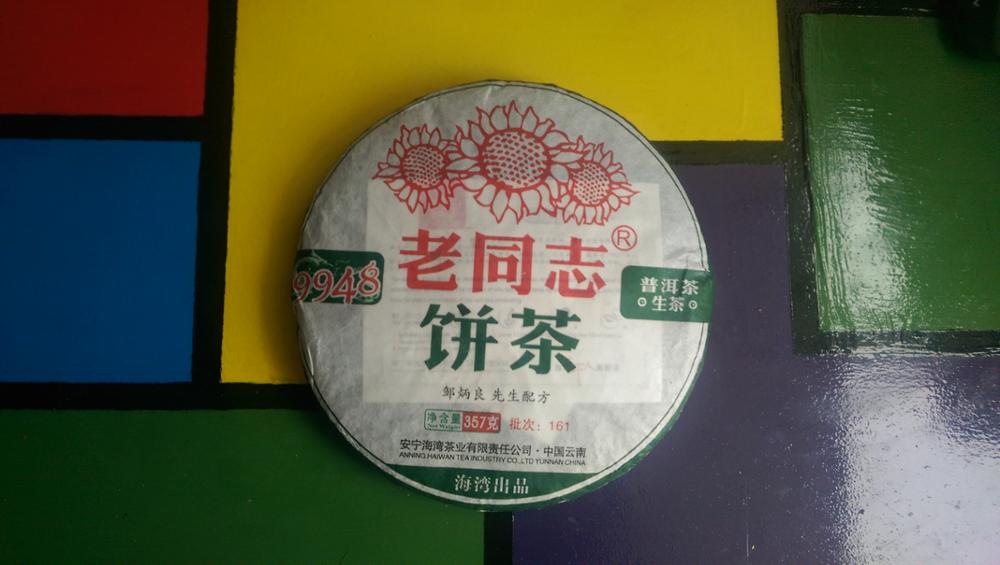 老同志®
9948
饼茶
普洱茶
生茶
邹炳良 先生配方
净含量 357克 批次：161
Net Weight
安宁海湾茶业有限责任公司·中国云南
ANNING HAIWAN TEA INDUSTRY CO.,LTD YUNNAN CHINA
海湾出品